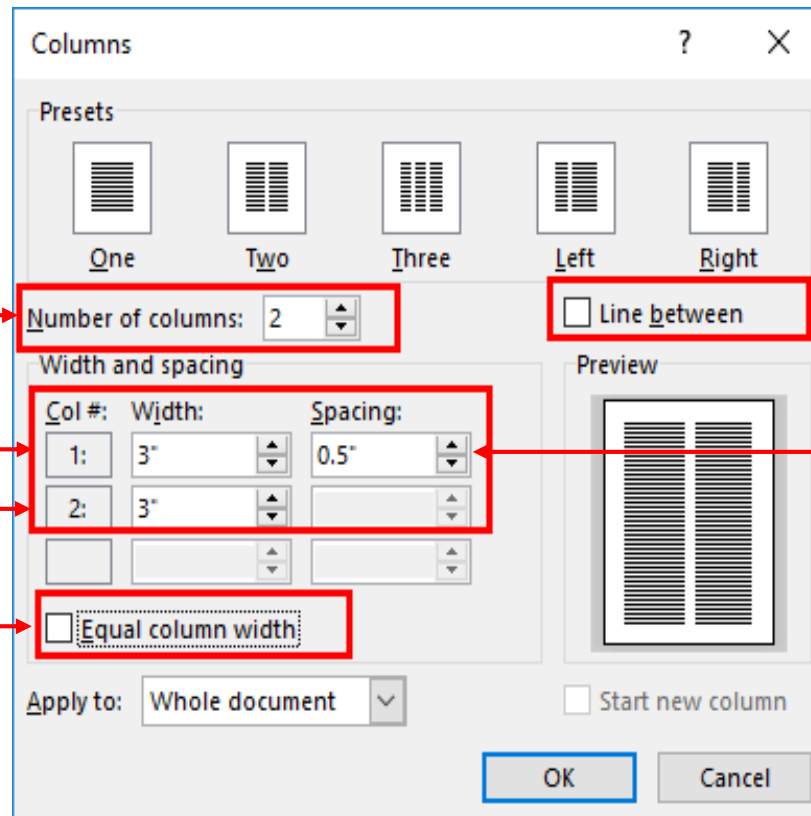 Columns ? ×
Presets
One Two Three Left Right
Number of columns: 2
Line between
Width and spacing
Preview
Col #: Width: Spacing:
1: 3" 0.5"
2: 3"
Equal column width
Apply to: Whole document
Start new column
OK Cancel